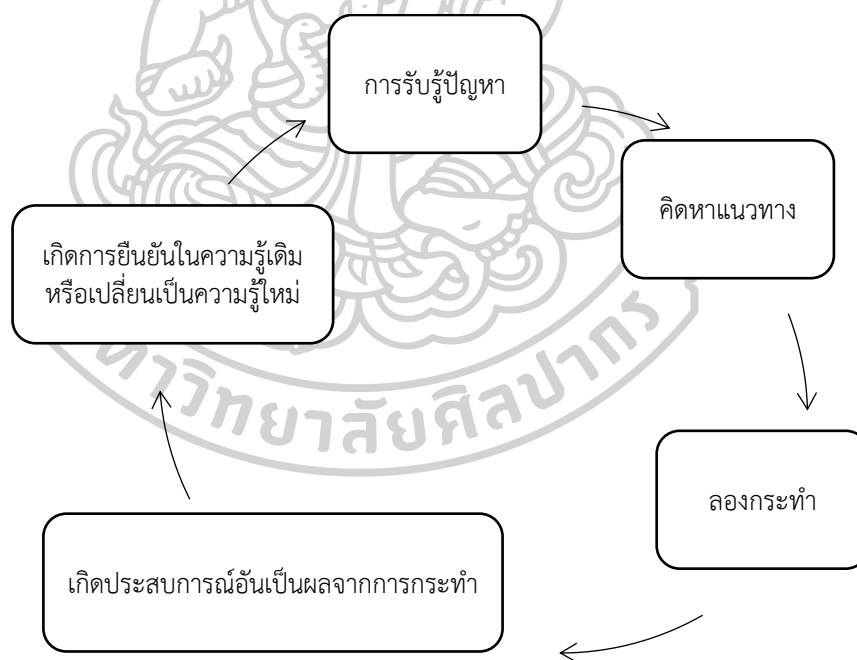 การรับรู้ปัญหา
คิดหาแนวทาง
ลองกระทำ
เกิดประสบการณ์อันเป็นผลจากการกระทำ
เกิดการยืนยันในความรู้เดิม
หรือเปลี่ยนเป็นความรู้ใหม่
หาวิทยาลัยศิลปากร